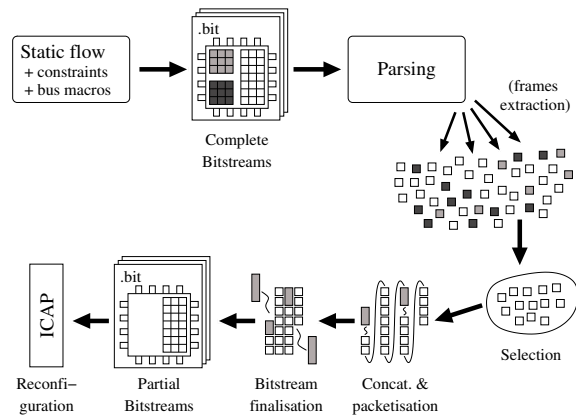 Static flow
+ constraints
+ bus macros
.bit
Complete
Bitstreams
Parsing
(frames
extraction)
ICAP
Reconfi–
guration
.bit
Partial
Bitstreams
Bitstream
finalisation
Concat. &
packetisation
Selection